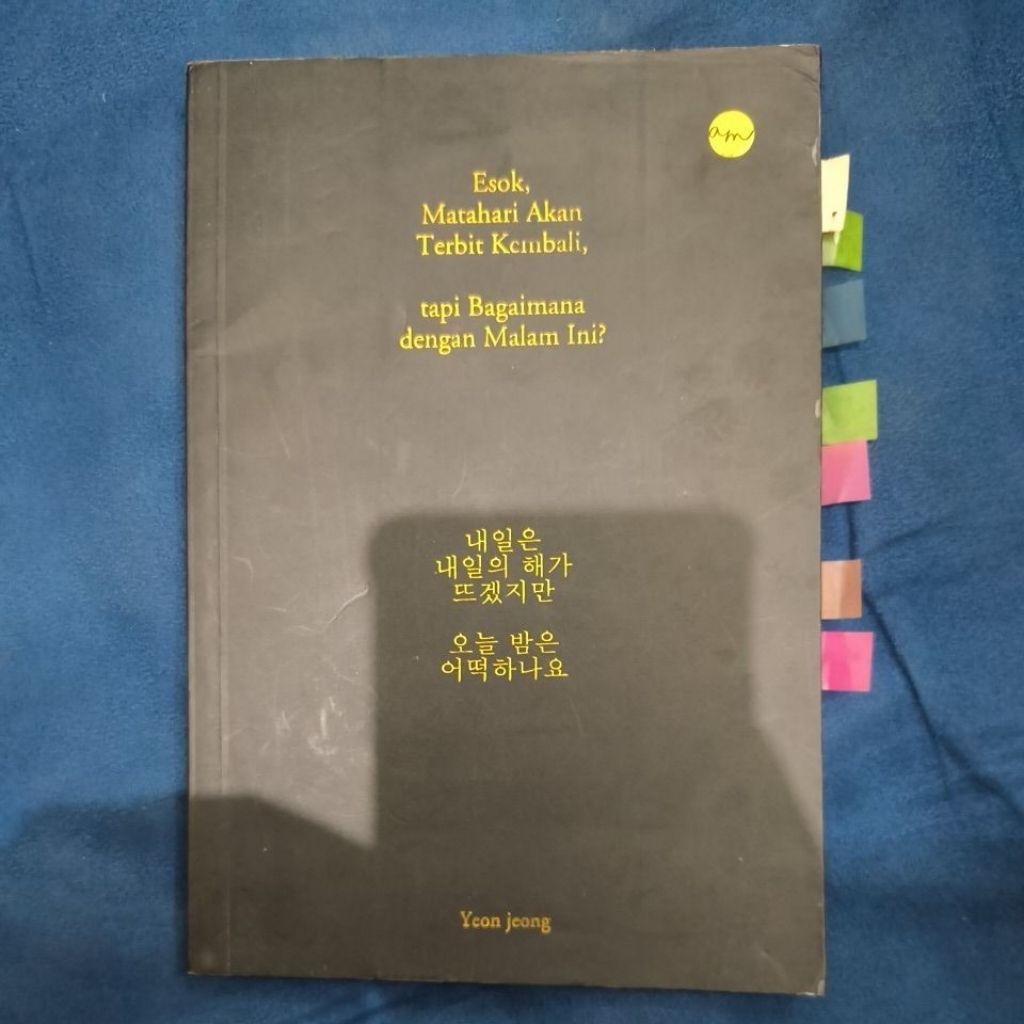 am
Esok,
Matahari Akan
Terbit Kembali,
tapi Bagaimana
dengan Malam Ini?
내일은
내일의 해가
뜨겠지만
오늘 밤은
어떡하나요
Yeon jeong